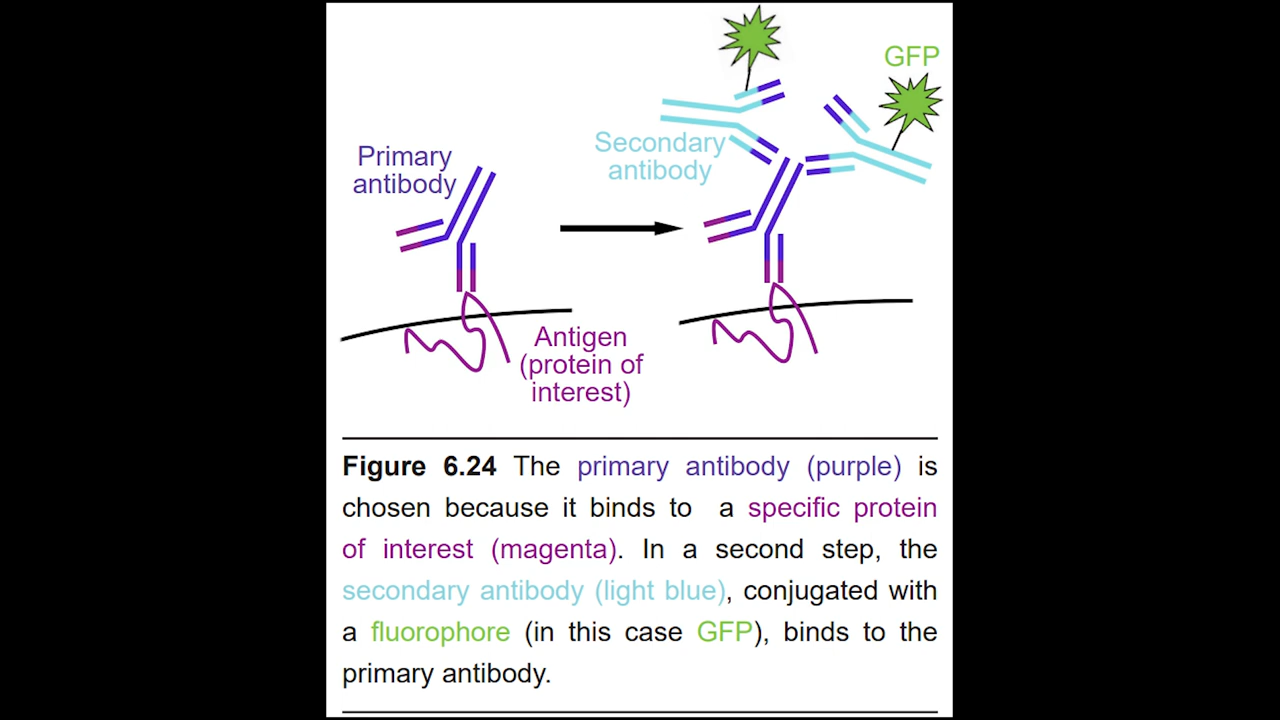 GFP
Primary
antibody
Secondary
antibody
Antigen
(protein of
interest)
Figure 6.24 The primary antibody (purple) is
chosen because it binds to a specific protein
of interest (magenta). In a second step, the
secondary antibody (light blue), conjugated with
a fluorophore (in this case GFP), binds to the
primary antibody.